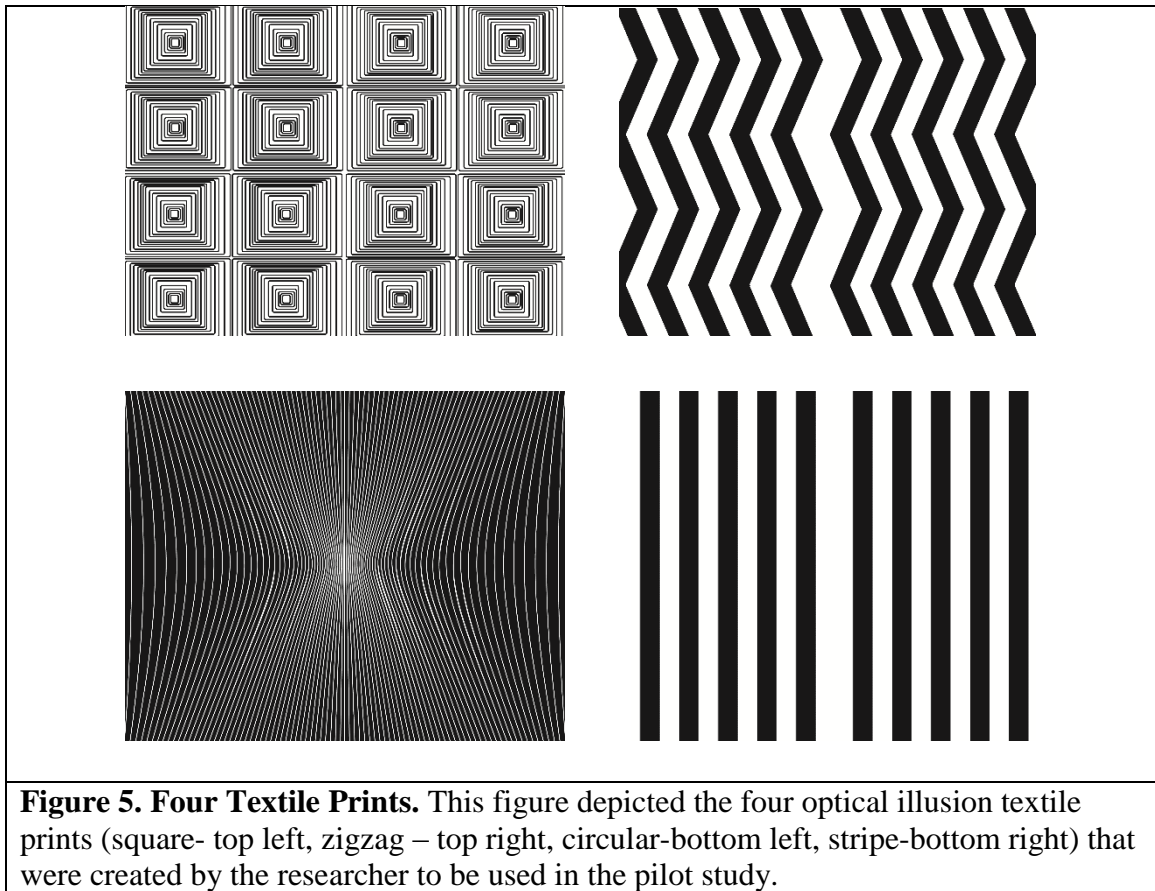 Figure 5. Four Textile Prints. This figure depicted the four optical illusion textile
prints (square- top left, zigzag – top right, circular-bottom left, stripe-bottom right) that
were created by the researcher to be used in the pilot study.